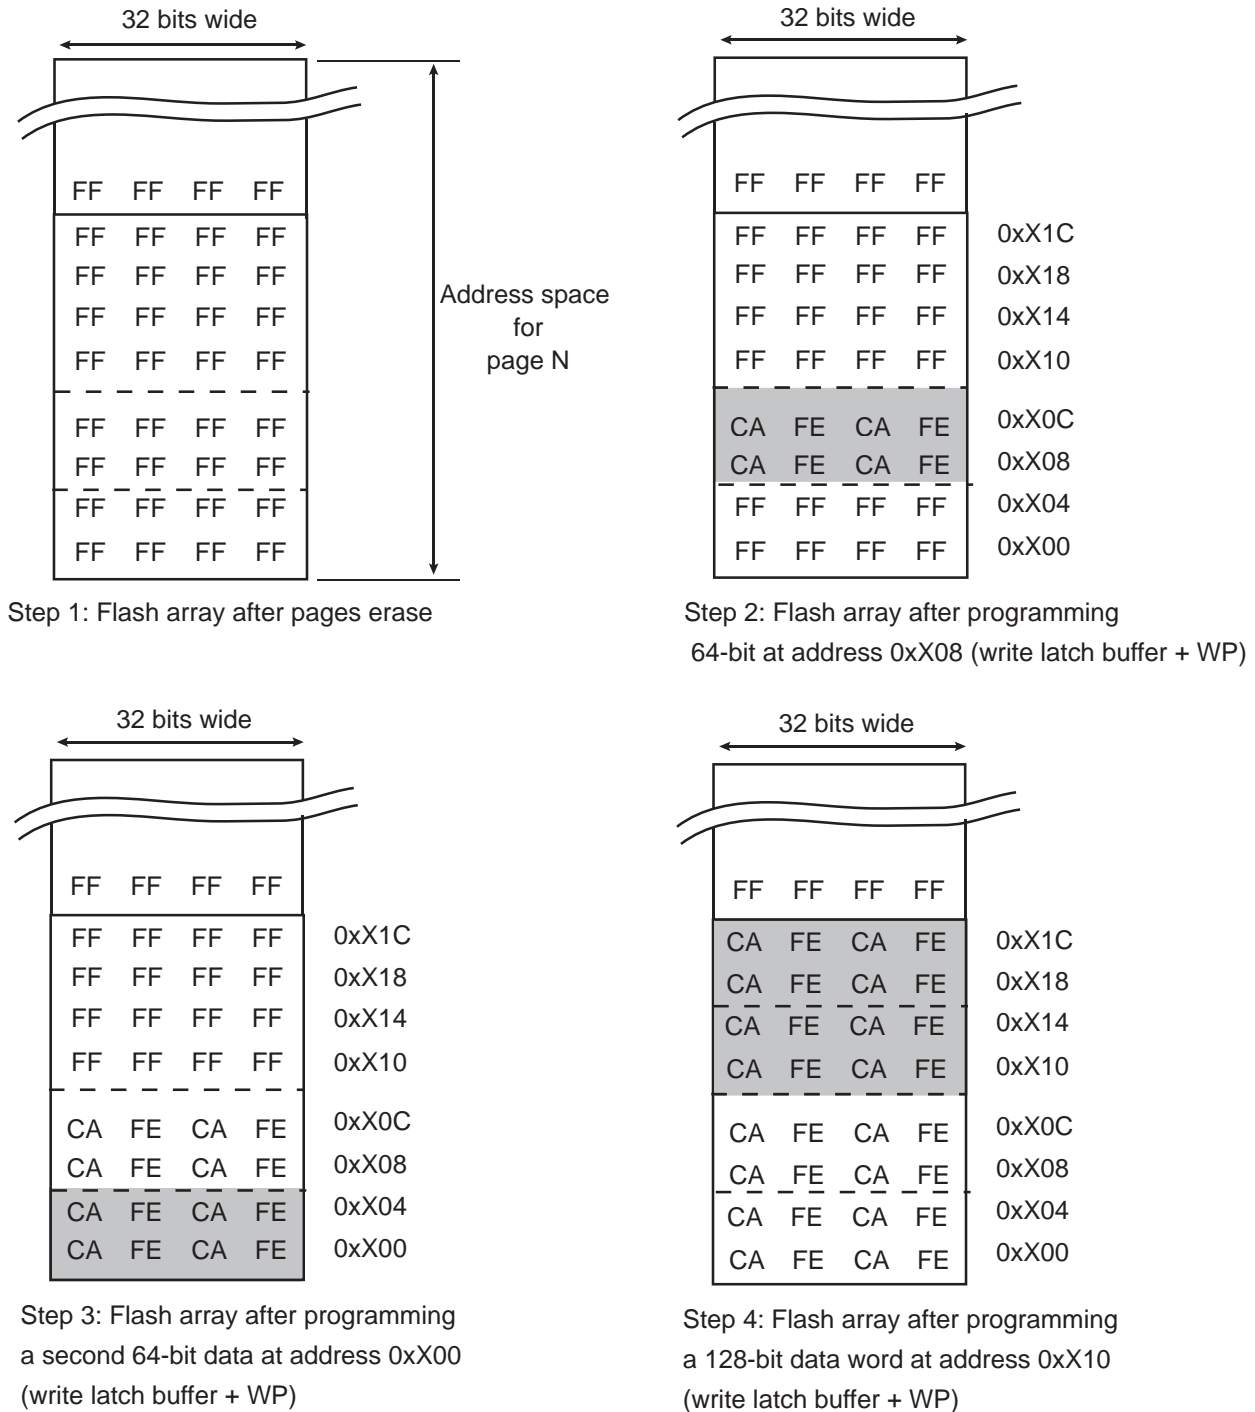 32 bits wide
FF FF FF FF
FF FF FF FF
FF FF FF FF
FF FF FF FF
FF FF FF FF
FF FF FF FF
FF FF FF FF
FF FF FF FF
FF FF FF FF
Address space
for
page N
Step 1: Flash array after pages erase
32 bits wide
FF FF FF FF
FF FF FF FF 0xX1C
FF FF FF FF 0xX18
FF FF FF FF 0xX14
FF FF FF FF 0xX10
CA FE CA FE 0xX0C
CA FE CA FE 0xX08
FF FF FF FF 0xX04
FF FF FF FF 0xX00
Step 2: Flash array after programming
64-bit at address 0xX08 (write latch buffer + WP)
32 bits wide
FF FF FF FF
FF FF FF FF 0xX1C
FF FF FF FF 0xX18
FF FF FF FF 0xX14
FF FF FF FF 0xX10
CA FE CA FE 0xX0C
CA FE CA FE 0xX08
CA FE CA FE 0xX04
CA FE CA FE 0xX00
Step 3: Flash array after programming
a second 64-bit data at address 0xX00
(write latch buffer + WP)
32 bits wide
FF FF FF FF
CA FE CA FE 0xX1C
CA FE CA FE 0xX18
CA FE CA FE 0xX14
CA FE CA FE 0xX10
CA FE CA FE 0xX0C
CA FE CA FE 0xX08
CA FE CA FE 0xX04
CA FE CA FE 0xX00
Step 4: Flash array after programming
a 128-bit data word at address 0xX10
(write latch buffer + WP)